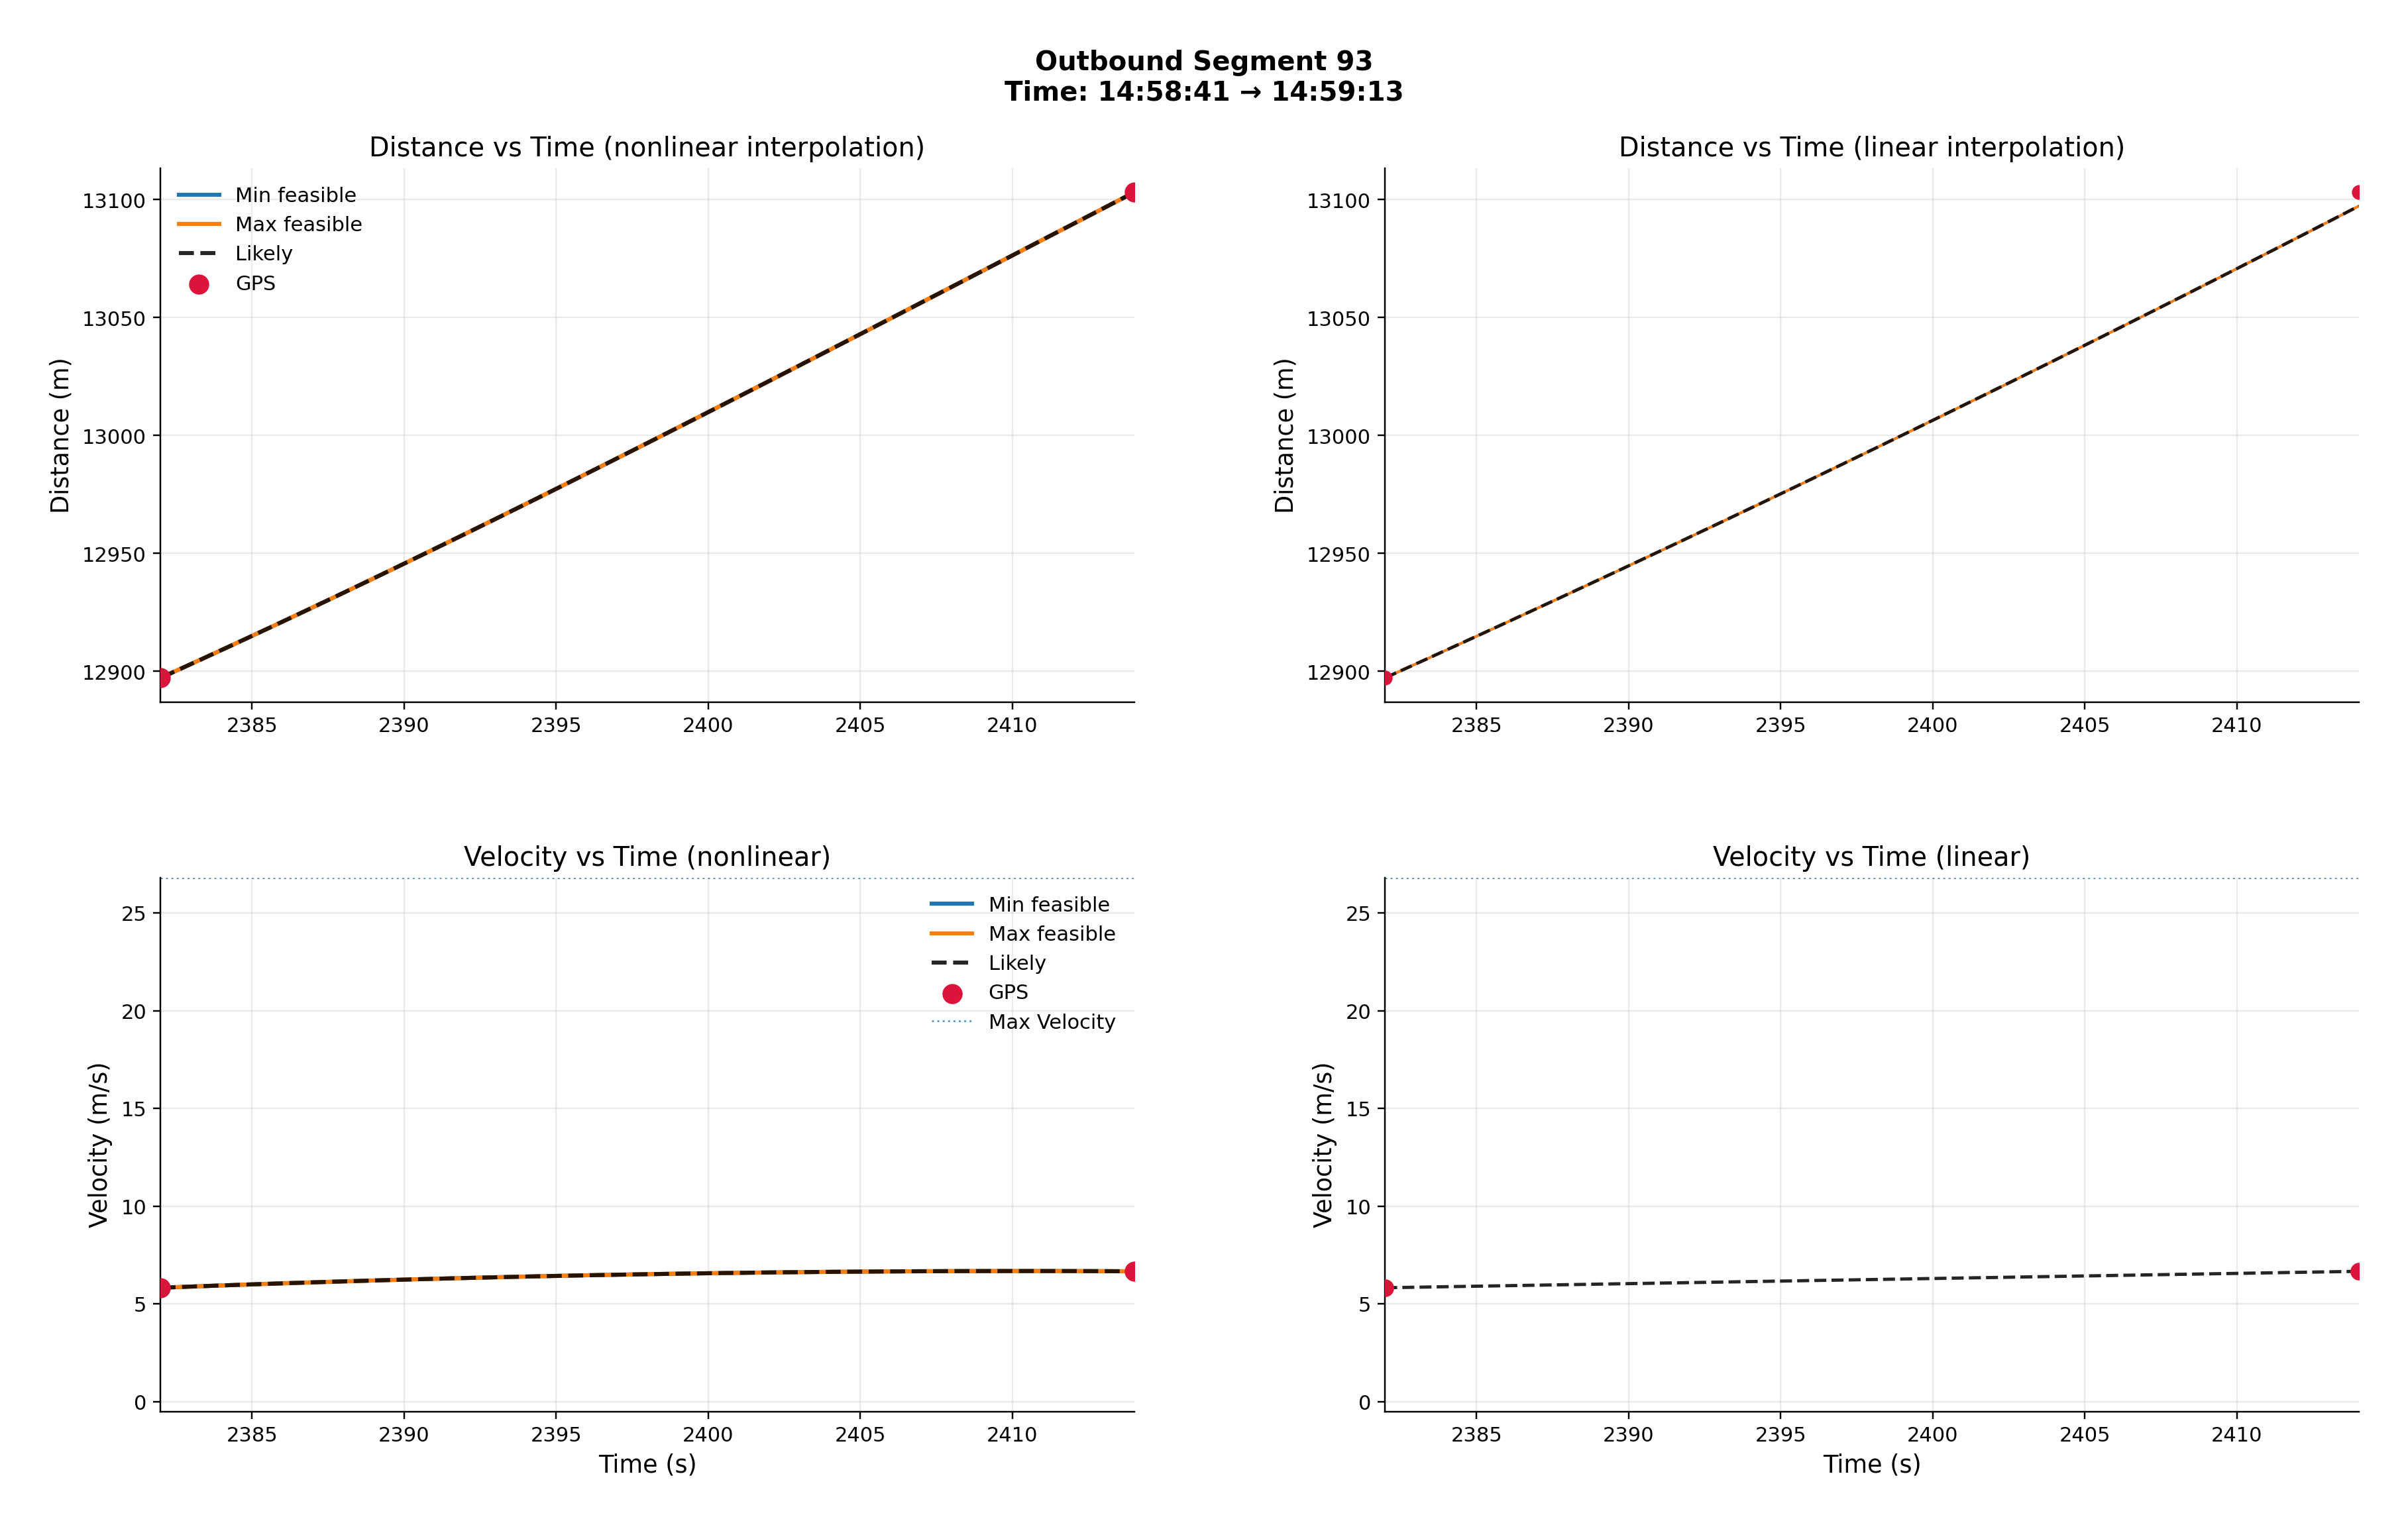 Outbound Segment 93
Time: 14:58:41 → 14:59:13
Distance vs Time (nonlinear interpolation)
Distance (m)
13100
13050
13000
12950
12900
Min feasible
Max feasible
Likely
GPS
2385 2390 2395 2400 2405 2410
Distance vs Time (linear interpolation)
Distance (m)
13100
13050
13000
12950
12900
2385 2390 2395 2400 2405 2410
Velocity vs Time (nonlinear)
Velocity (m/s)
25
20
15
10
5
0
Min feasible
Max feasible
Likely
GPS
Max Velocity
2385 2390 2395 2400 2405 2410
Time (s)
Velocity vs Time (linear)
Velocity (m/s)
25
20
15
10
5
0
2385 2390 2395 2400 2405 2410
Time (s)